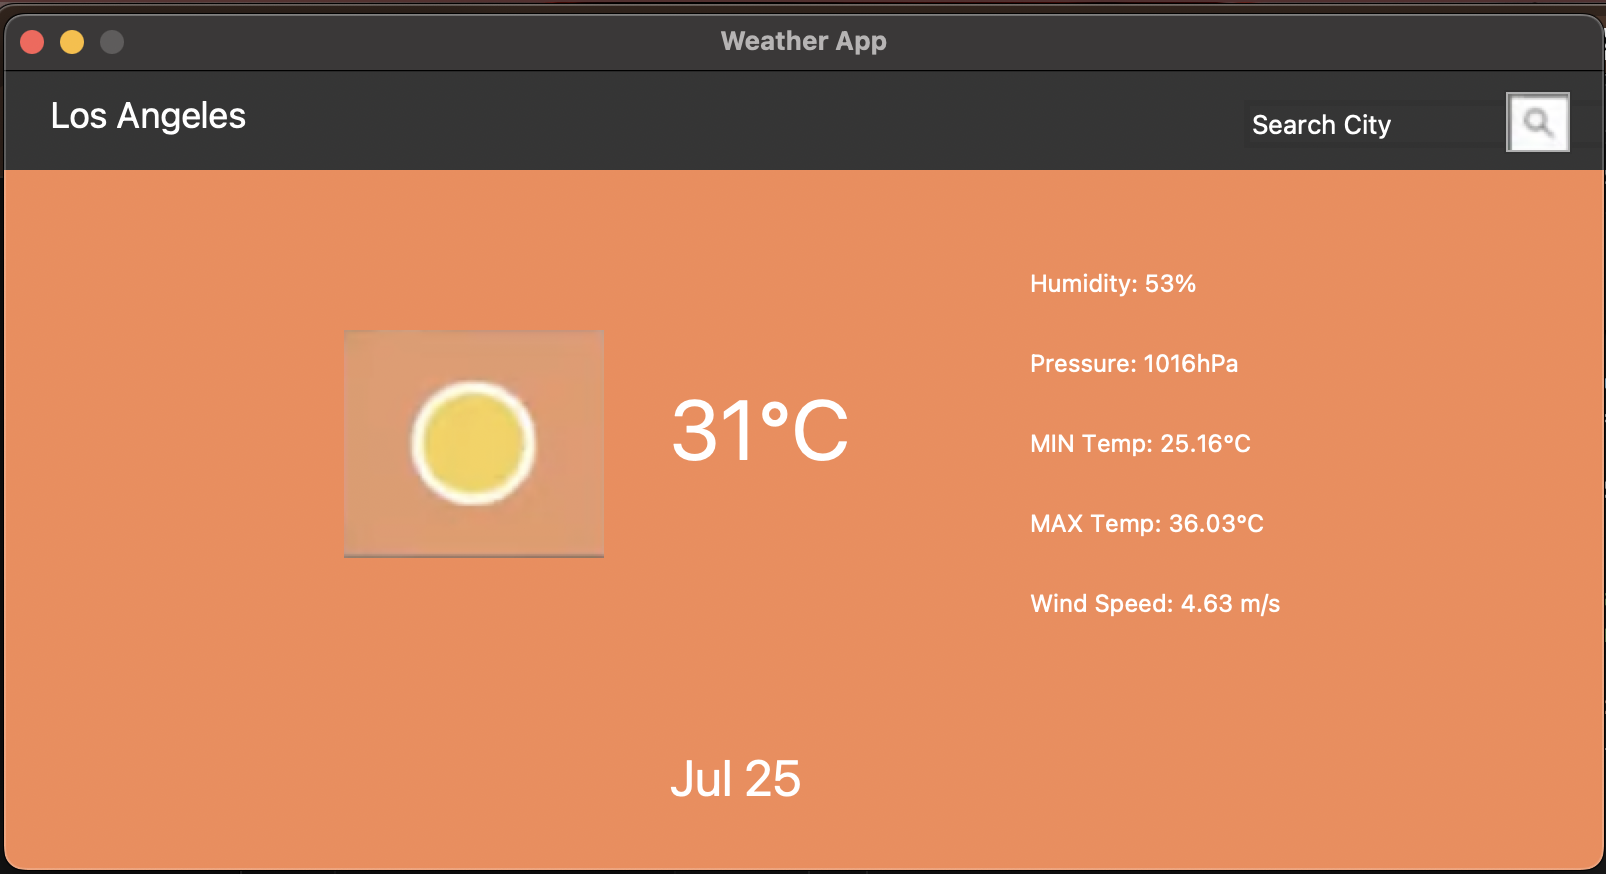 Weather App
Los Angeles
Search City
Humidity: 53%
Pressure: 1016hPa
31°C
MIN Temp: 25.16°C
MAX Temp: 36.03°C
Wind Speed: 4.63 m/s
Jul 25